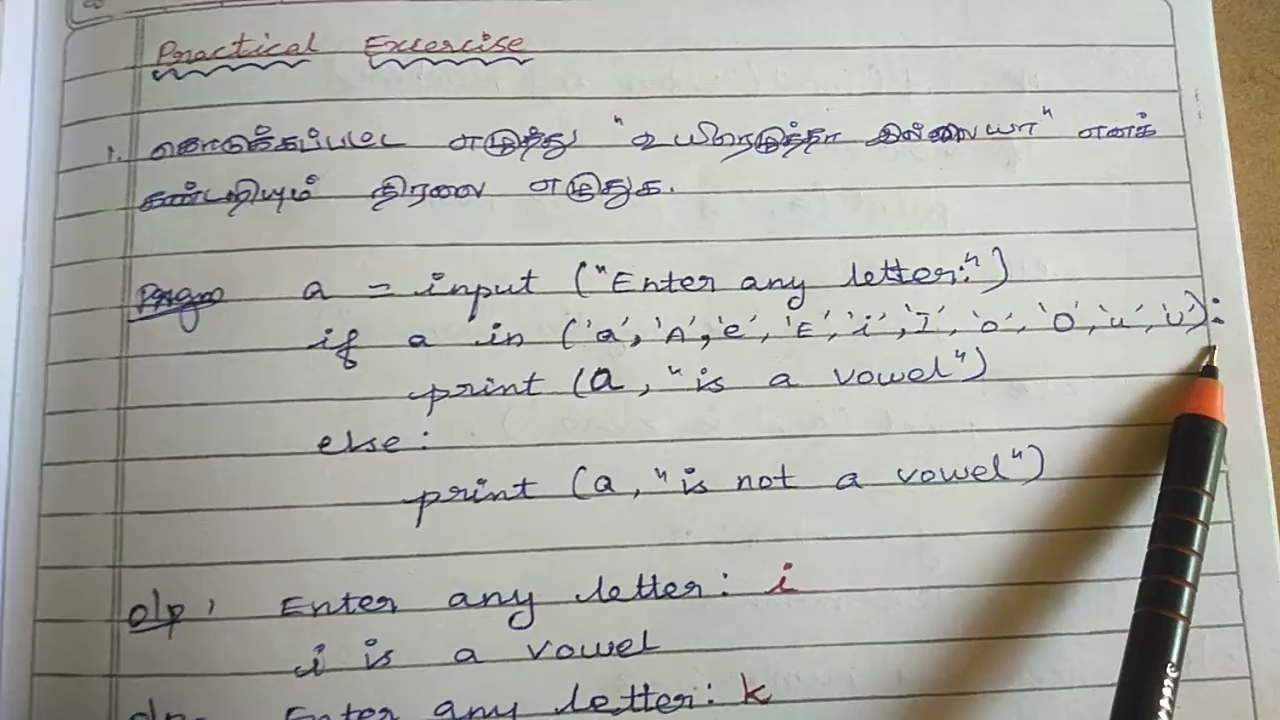 Practical Excercise
1. கொடுக்கப்பட்ட எழுத்து "உயிரெழுத்தா இல்லையா" எனக்
கண்டறியும் நிரலை எழுதுக.
a = input ("Enter any letter:")
if a in ('a', 'A', 'e', 'E', 'i', 'I', 'o', 'O', 'u', 'U'):
print (a, "is a vowel")
else:
print (a, "is not a vowel")
o/p: Enter any letter: i
i is a vowel
o/p: Enter any letter: k